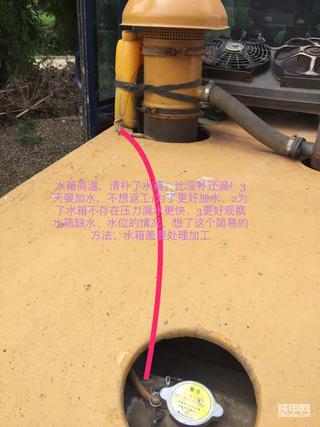 水箱高温，清补了水箱，比没补还漏！3
天要加水，不想返工1为了更好加水、2为
了水箱不存在压力漏水更快、3更好观察
水箱缺水、水位的情况。想了这个简易的
方法。水箱盖要处理加工
铁甲网